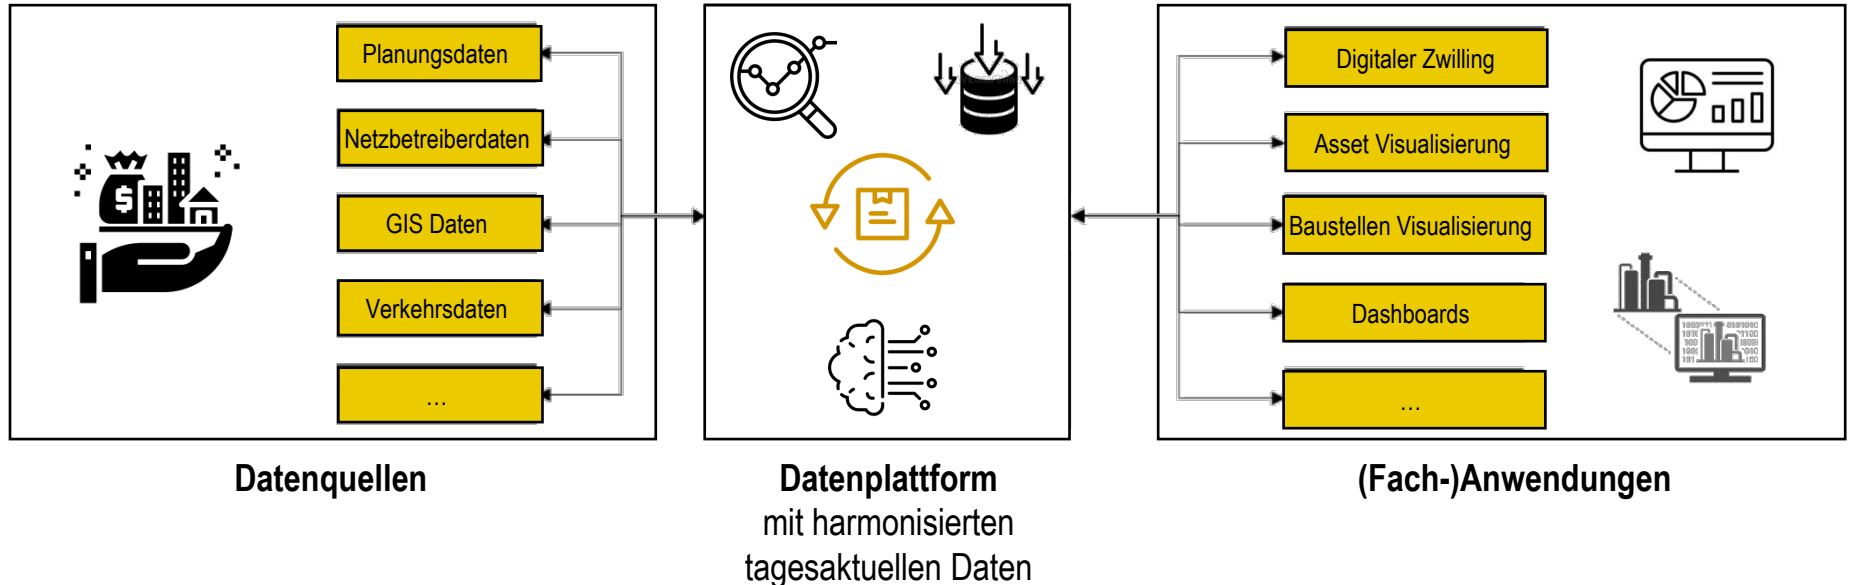 Planungsdaten
Netzbetreiberdaten
GIS Daten
Verkehrsdaten
...
Digitaler Zwilling
Asset Visualisierung
Baustellen Visualisierung
Dashboards
...
Datenquellen
Datenplattform
mit harmonisierten
tagesaktuellen Daten
(Fach-)Anwendungen